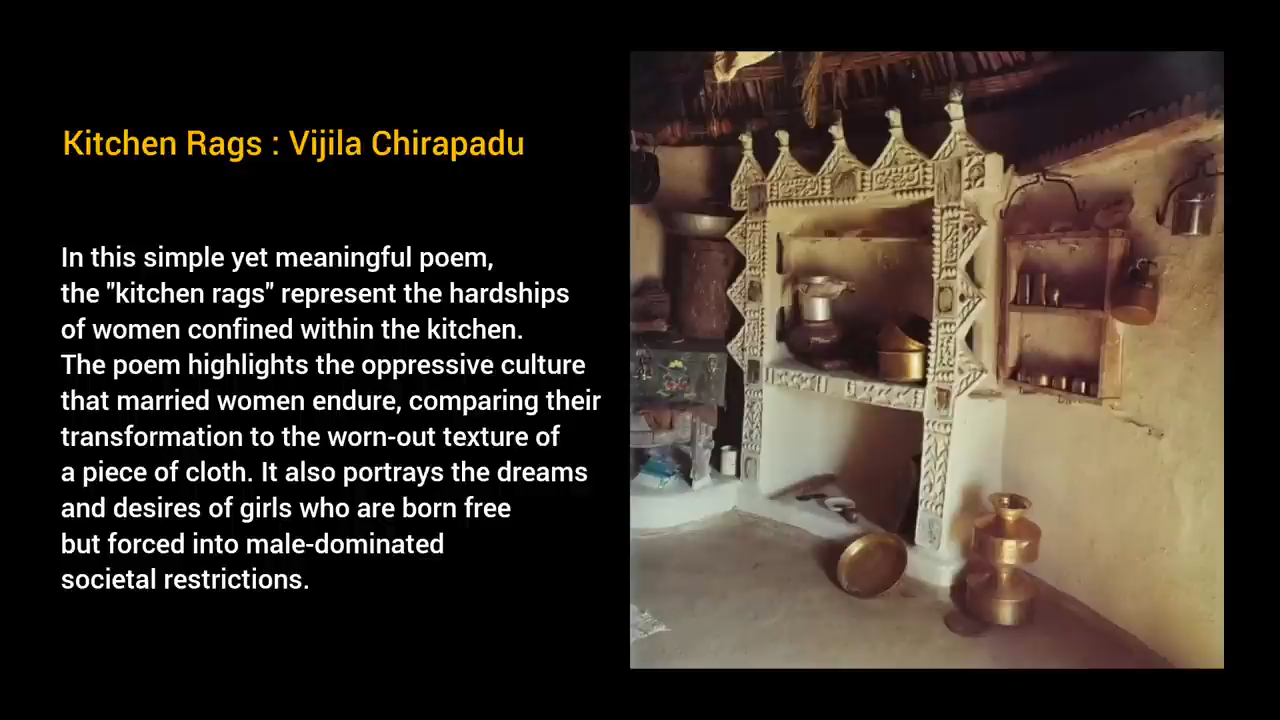 Kitchen Rags : Vijila Chirapadu
In this simple yet meaningful poem,
the "kitchen rags" represent the hardships
of women confined within the kitchen.
The poem highlights the oppressive culture
that married women endure, comparing their
transformation to the worn-out texture of
a piece of cloth. It also portrays the dreams
and desires of girls who are born free
but forced into male-dominated
societal restrictions.